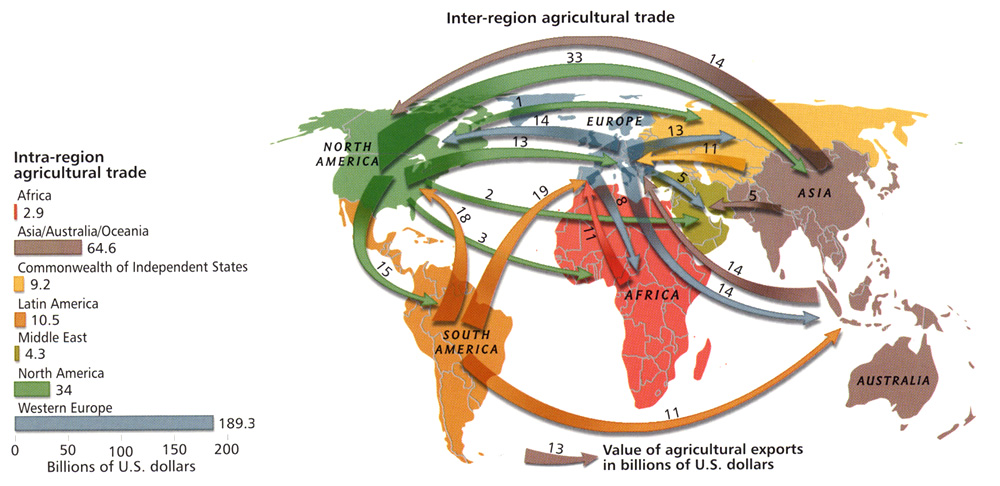 Inter-region agricultural trade
Intra-region
agricultural trade
Africa
2.9
Asia/Australia/Oceania
64.6
Commonwealth of Independent States
9.2
Latin America
10.5
Middle East
4.3
North America
34
Western Europe
189.3
0 50 100 150 200
Billions of U.S. dollars
14
33
1
EUROPE
14
13
NORTH
AMERICA
13
11
ASIA
5
5
2
19
8
18
3
11
15
14
14
AFRICA
SOUTH
AMERICA
AUSTRALIA
11
13
Value of agricultural exports
in billions of U.S. dollars